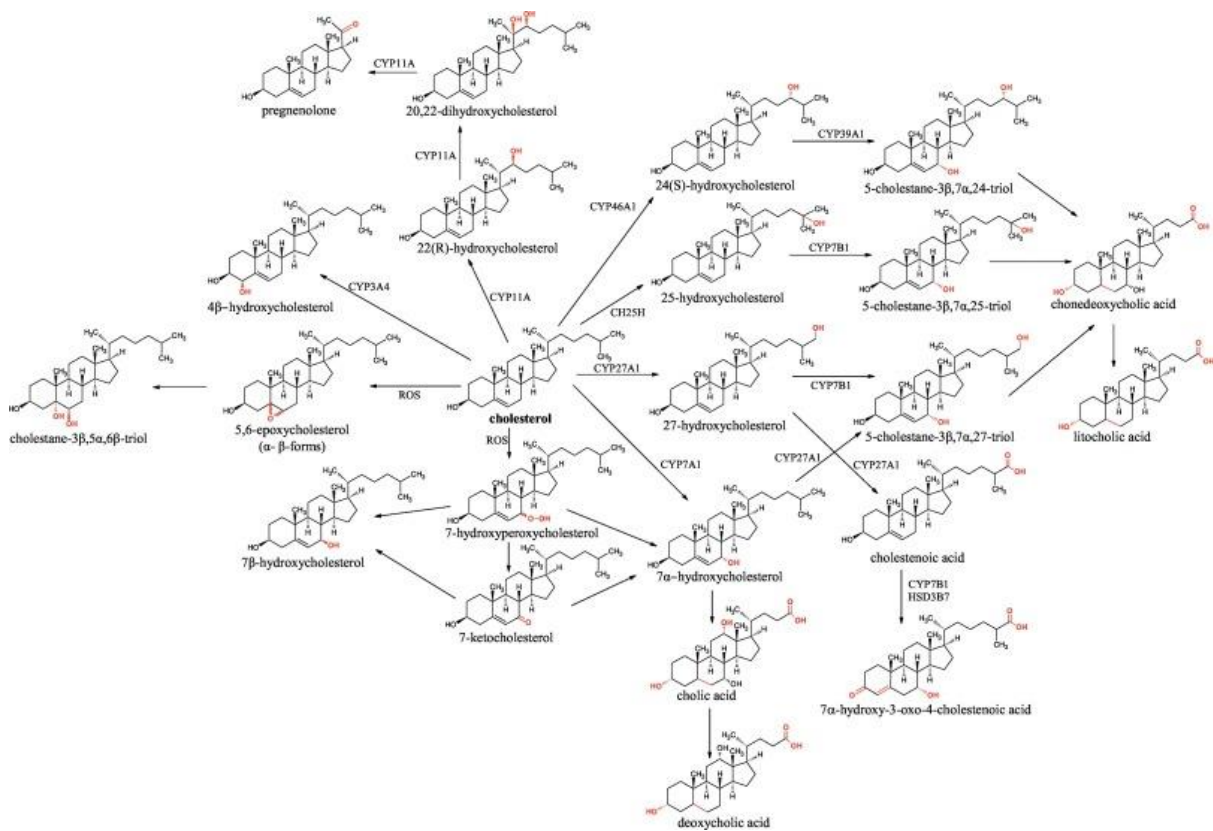 pregnenolone
CYP11A
20,22-dihydroxycholesterol
CYP11A
22(R)-hydroxycholesterol
CYP11A
4β-hydroxycholesterol
CYP3A4
24(S)-hydroxycholesterol
CYP46A1
CYP39A1
5-cholestane-3β,7α,24-triol
25-hydroxycholesterol
CH25H
CYP7B1
5-cholestane-3β,7α,25-triol
chonedeoxycholic acid
cholestane-3β,5α,6β-triol
5,6-epoxycholesterol
(α- β-forms)
ROS
cholesterol
CYP27A1
27-hydroxycholesterol
CYP7B1
5-cholestane-3β,7α,27-triol
litocholic acid
ROS
CYP7A1
CYP27A1
CYP27A1
7-hydroxyperoxycholesterol
7β-hydroxycholesterol
7α-hydroxycholesterol
cholestenoic acid
7-ketocholesterol
CYP7B1
HSD3B7
cholic acid
7α-hydroxy-3-oxo-4-cholestenoic acid
deoxycholic acid